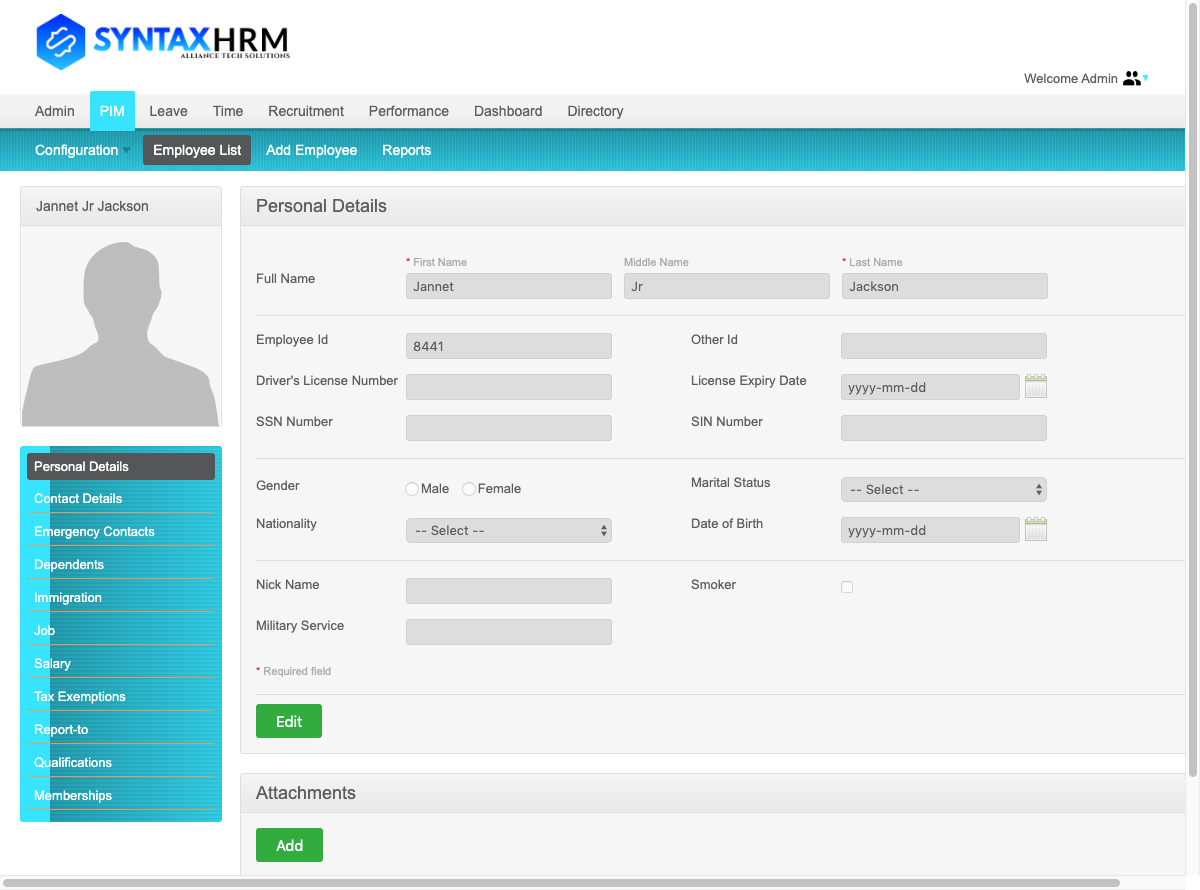 SYNTAXHRM
ALLIANCE TECH SOLUTIONS
Welcome Admin
Admin PIM Leave Time Recruitment Performance Dashboard Directory
Configuration Employee List Add Employee Reports
Jannet Jr Jackson
Personal Details
Contact Details
Emergency Contacts
Dependents
Immigration
Job
Salary
Tax Exemptions
Report-to
Qualifications
Memberships
Personal Details
* First Name Middle Name * Last Name
Full Name Jannet Jr Jackson
Employee Id 8441 Other Id
Driver's License Number License Expiry Date yyyy-mm-dd
SSN Number SIN Number
Gender Male Female Marital Status -- Select --
Nationality -- Select -- Date of Birth yyyy-mm-dd
Nick Name Smoker
Military Service
* Required field
Edit
Attachments
Add